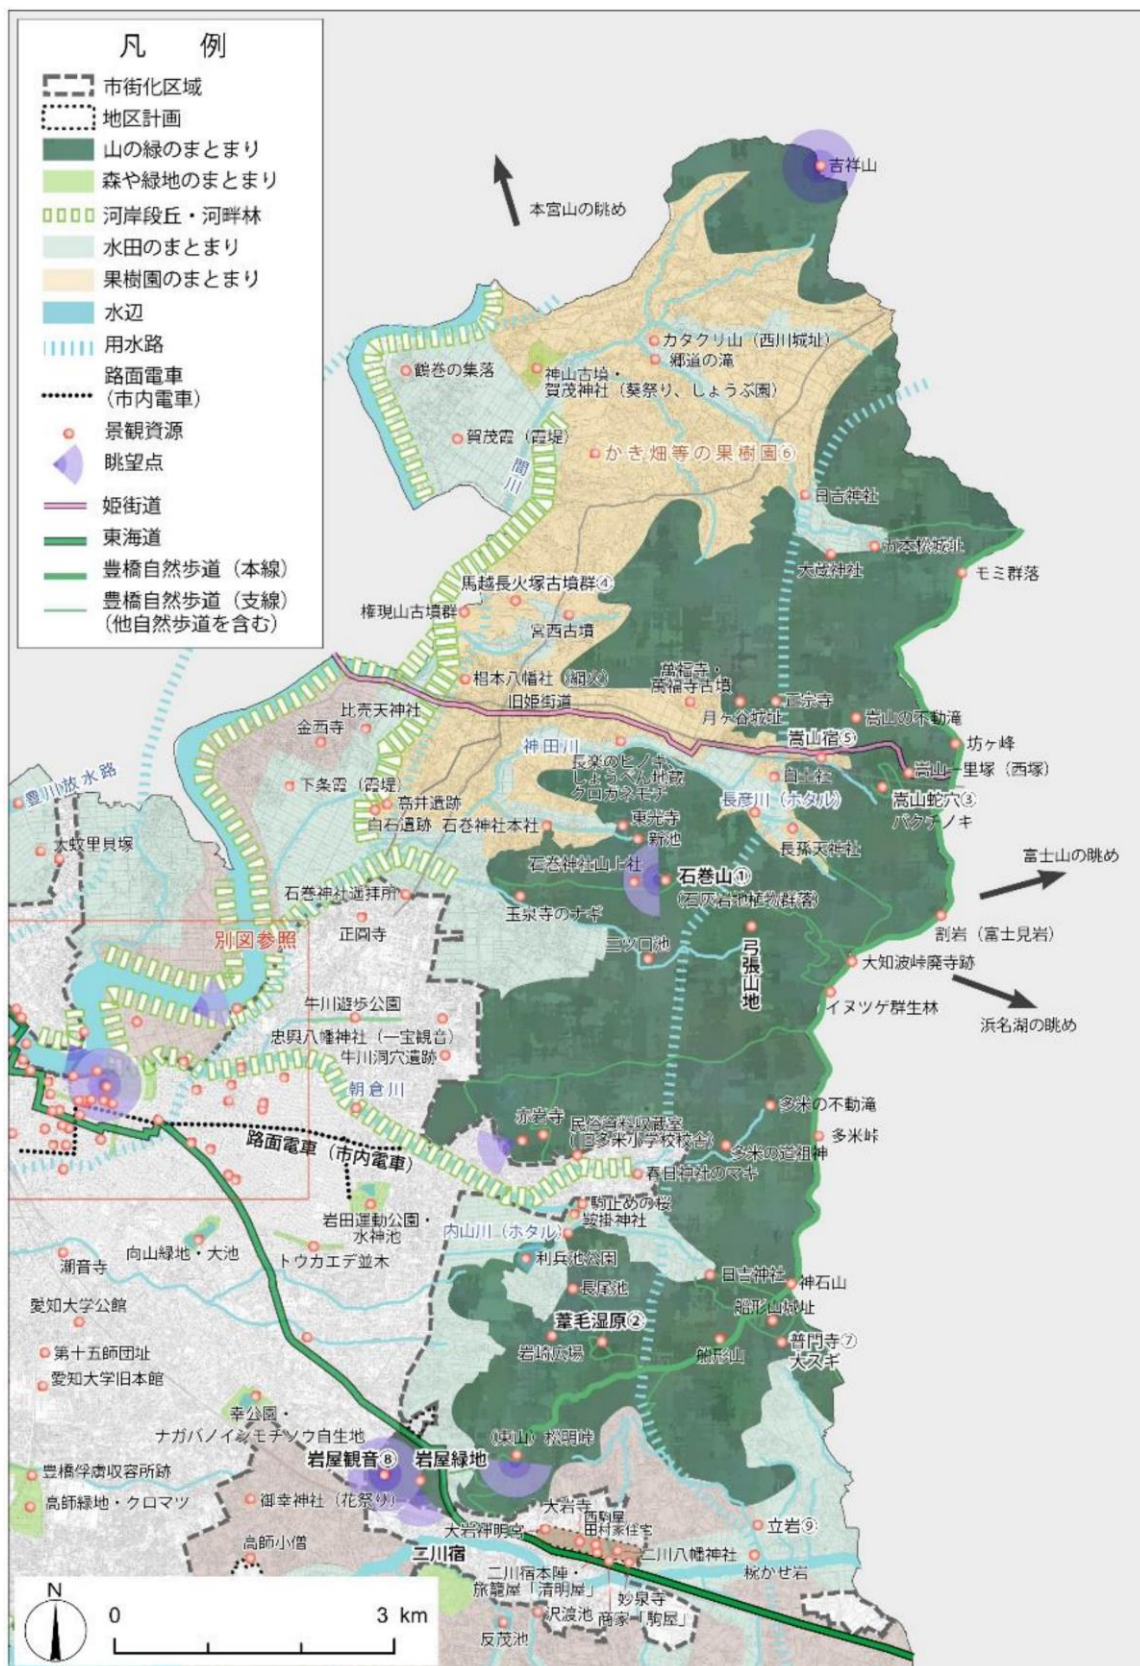 凡　例
市街化区域
地区計画
山の緑のまとまり
森や緑地のまとまり
河岸段丘・河畔林
水田のまとまり
果樹園のまとまり
水辺
用水路
路面電車
（市内電車）
景観資源
眺望点
姫街道
東海道
豊橋自然歩道（本線）
豊橋自然歩道（支線）
（他自然歩道を含む）
吉祥山
本宮山の眺め
カタクリ山（西川城址）
郷道の滝
鶴巻の集落
神山古墳・
賀茂神社（葵祭り、しょうぶ園）
賀茂霞（霞堤）
間川
かき畑等の果樹園⑥
日吉神社
五本松城址
大蔵神社
モミ群落
馬越長火塚古墳群④
権現山古墳群
宮西古墳
椙本八幡社（綱火）
萬福寺・
萬福寺古墳
旧姫街道
比売天神社
月ヶ谷城址
正宗寺
嵩山の不動滝
金西寺
神田川
嵩山宿⑤
坊ヶ峰
長楽のヒノキ
しょうべん地蔵
クロガネモチ
白土社
嵩山一里塚（西塚）
豊川放水路
下条霞（霞堤）
高井遺跡
長彦川（ホタル）
嵩山蛇穴③
バクチノキ
白石遺跡
石巻神社本社
東光寺
新池
長孫天神社
大蚊里貝塚
石巻神社山上社
石巻山①
（石灰岩地植物群落）
富士山の眺め
石巻神社遥拝所
玉泉寺のナギ
正圓寺
割岩（富士見岩）
別図参照
二ツ口池
弓張山地
大知波峠廃寺跡
イヌツゲ群生林
牛川遊歩公園
浜名湖の眺め
忠興八幡神社（一宝観音）
牛川洞穴遺跡
朝倉川
多米の不動滝
赤岩寺
民俗資料収蔵室
（旧多米小学校校舎）
多米峠
路面電車（市内電車）
多米の道祖神
春日神社のマキ
駒止めの桜
鞍掛神社
岩田運動公園・
水神池
内山川（ホタル）
向山緑地・大池
トウカエデ並木
利兵池公園
日吉神社
神石山
潮音寺
長尾池
船形山城址
愛知大学公館
葦毛湿原②
普門寺⑦
大スギ
第十五師団址
岩崎広場
船形山
愛知大学旧本館
幸公園・
ナガバノイシモチソウ自生地
（東山）松明峠
岩屋観音⑧
岩屋緑地
豊橋俘虜収容所跡
御幸神社（花祭り）
高師緑地・クロマツ
大岩寺
西駒屋
田村家住宅
立岩⑨
大岩神明宮
高師小僧
二川宿
二川八幡神社
椀かせ岩
二川宿本陣・
旅籠屋「清明屋」
妙泉寺
商家「駒屋」
沢渡池
反茂池
N
0
3 km